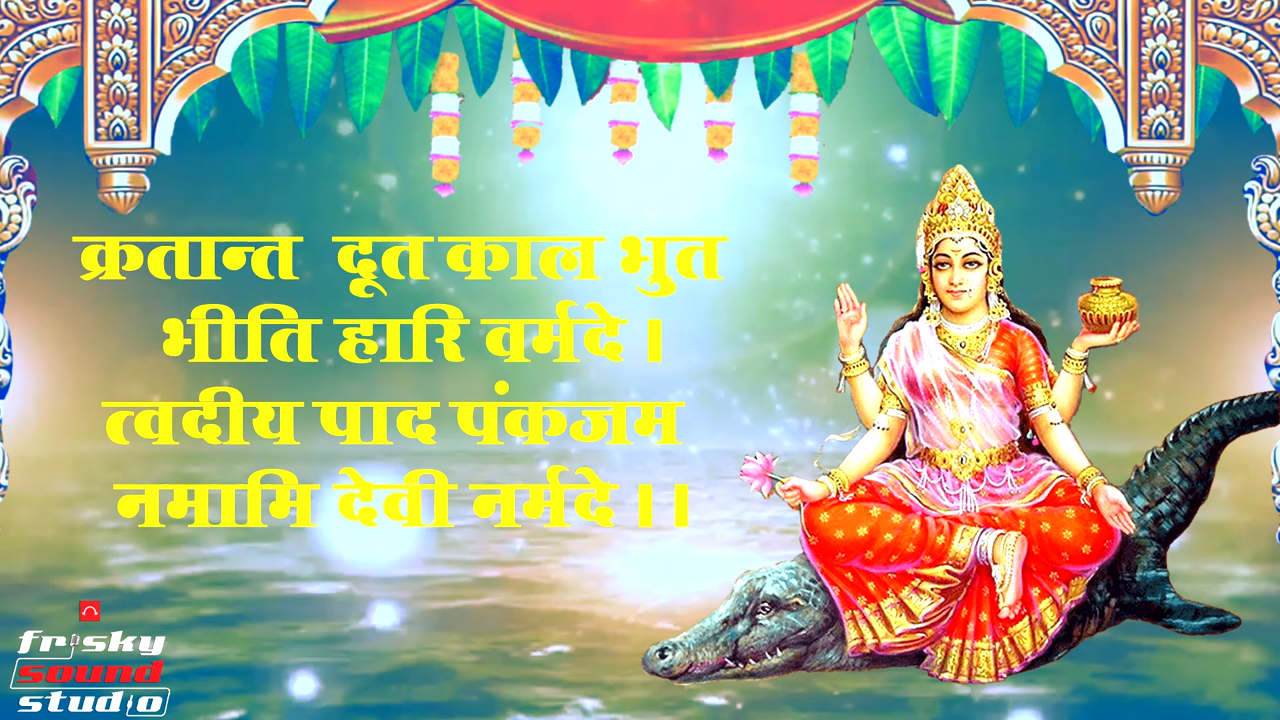 क्रतान्त दूत काल भुत
भीति हारि वर्मदे ।
त्वदीय पाद पंकजम
नमामि देवी नर्मदे ।।
frisky
sound
studio